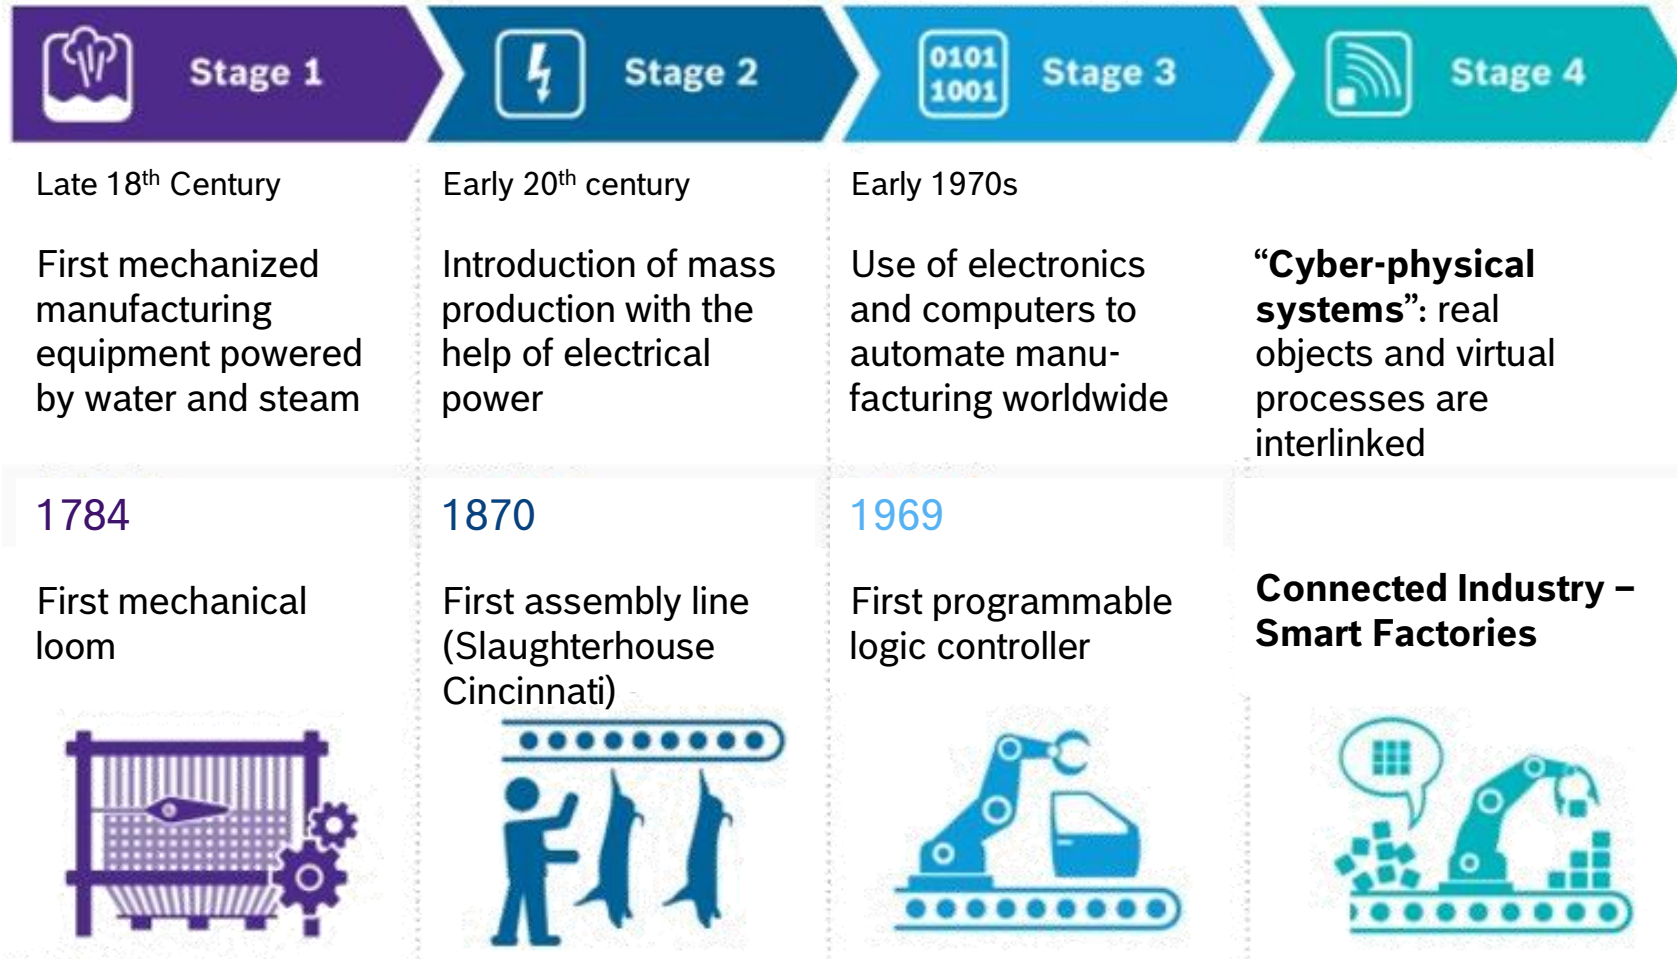 Stage 1
Stage 2
0101
1001
Stage 3
Stage 4
Late 18th Century
First mechanized
manufacturing
equipment powered
by water and steam
Early 20th century
Introduction of mass
production with the
help of electrical
power
Early 1970s
Use of electronics
and computers to
automate manu-
facturing worldwide
“Cyber-physical
systems”: real
objects and virtual
processes are
interlinked
1784
First mechanical
loom
1870
First assembly line
(Slaughterhouse
Cincinnati)
1969
First programmable
logic controller
Connected Industry –
Smart Factories